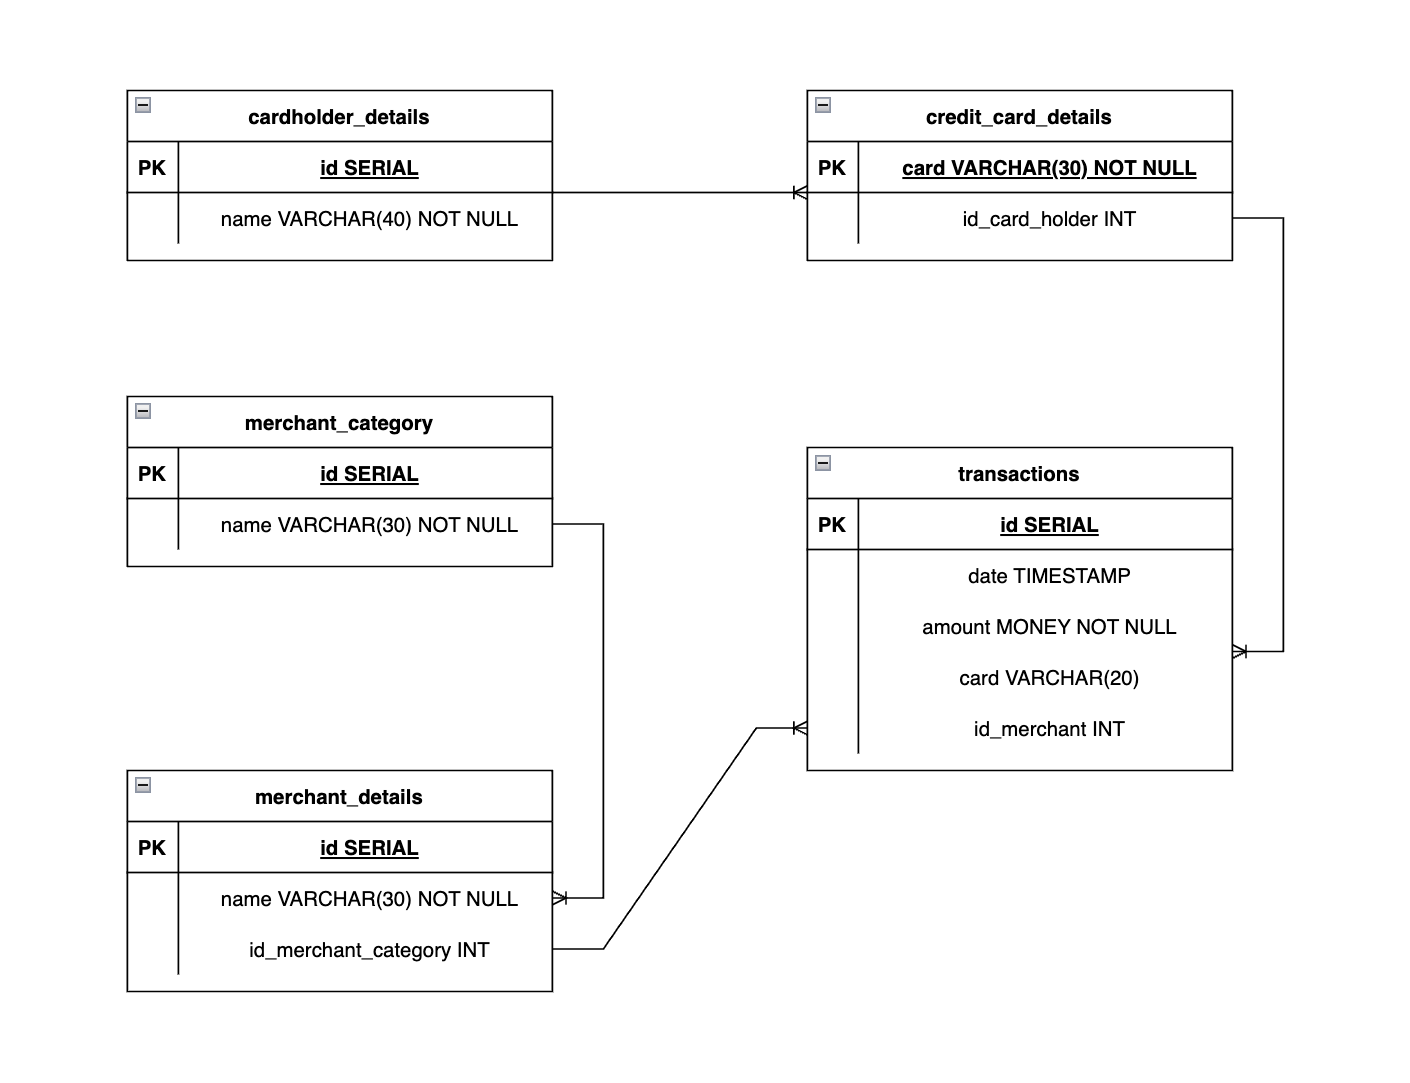 cardholder_details
PK id SERIAL
name VARCHAR(40) NOT NULL
credit_card_details
PK card VARCHAR(30) NOT NULL
id_card_holder INT
merchant_category
PK id SERIAL
name VARCHAR(30) NOT NULL
transactions
PK id SERIAL
date TIMESTAMP
amount MONEY NOT NULL
card VARCHAR(20)
id_merchant INT
merchant_details
PK id SERIAL
name VARCHAR(30) NOT NULL
id_merchant_category INT